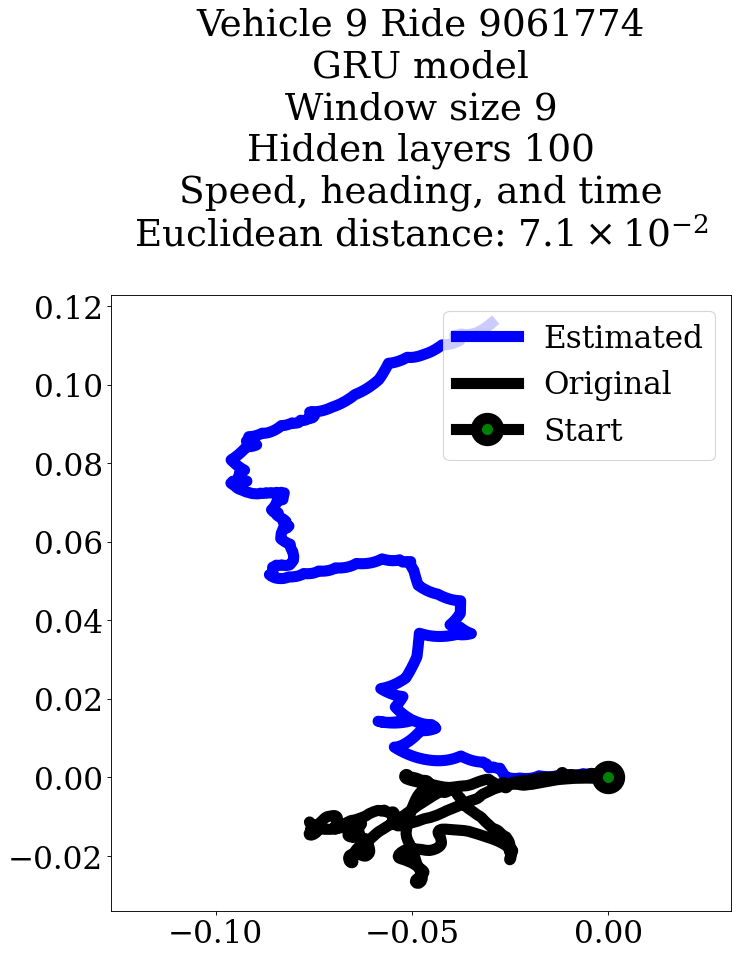 Vehicle 9 Ride 9061774
GRU model
Window size 9
Hidden layers 100
Speed, heading, and time
Euclidean distance: 7.1 × 10⁻²
0.12
0.10
0.08
0.06
0.04
0.02
0.00
−0.02
Estimated
Original
Start
−0.10
−0.05
0.00